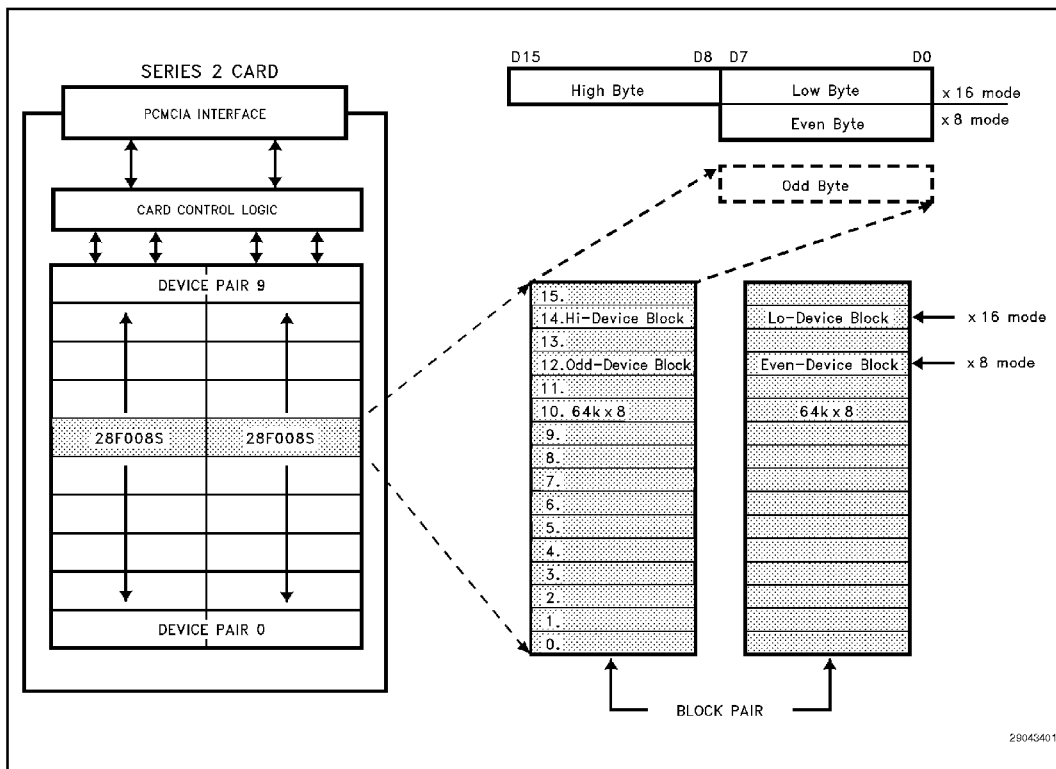 SERIES 2 CARD
PCMCIA INTERFACE
CARD CONTROL LOGIC
DEVICE PAIR 9
28F008S 28F008S
DEVICE PAIR 0
D15 D8 D7 D0
High Byte Low Byte x 16 mode
Even Byte x 8 mode
Odd Byte
15.
14. Hi-Device Block Lo-Device Block x 16 mode
13.
12. Odd-Device Block Even-Device Block x 8 mode
11.
10. 64k x 8 64k x 8
9.
8.
7.
6.
5.
4.
3.
2.
1.
0.
BLOCK PAIR
29043401